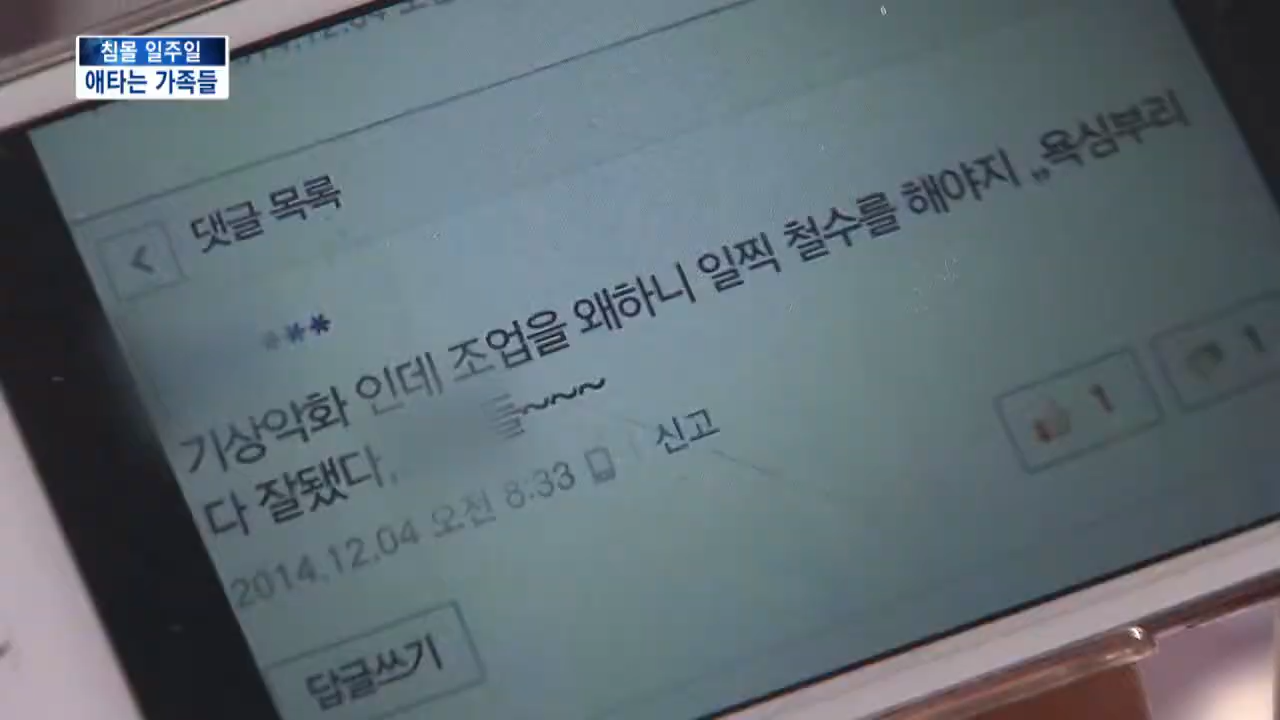 침몰 일주일
애타는 가족들
댓글 목록
***
기상악화 인데 조업을 왜하니 일찍 철수를 해야지 ,,욕심부리
다 잘됐다. 들~~~
2014.12.04 오전 8:33
신고
1
1
답글쓰기